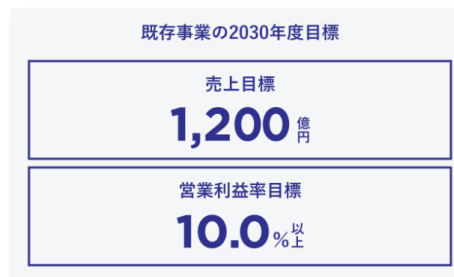 既存事業の2030年度目標
売上目標
1,200億円
営業利益率目標
10.0%以上